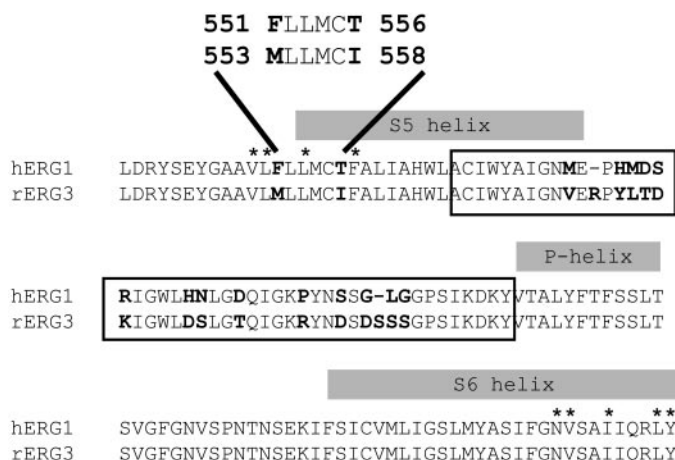 551 FLLMCT 556
553 MLLMCI 558
S5 helix
** * *
hERG1 LDRYSEYGAAVLFLLMCTFALIAHWLACIWYAIGNME-PHMDS
rERG3 LDRYSEYGAAVLMLLMCIFALIAHWLACIWYAIGNVERPYLTD
P-helix
hERG1 RIGWLHNLGDQIGKPYNSSG-LGGPSIKDKYVTALYFTFSSLT
rERG3 KIGWLDSLGTQIGKRYNDSDSSSGPSIKDKYVTALYFTFSSLT
S6 helix
** * **
hERG1 SVGFGNVSPNTNSEKIFSICVMLIGSLMYASIFGNVSAIIQRLY
rERG3 SVGFGNVSPNTNSEKIFSICVMLIGSLMYASIFGNVSAIIQRLY